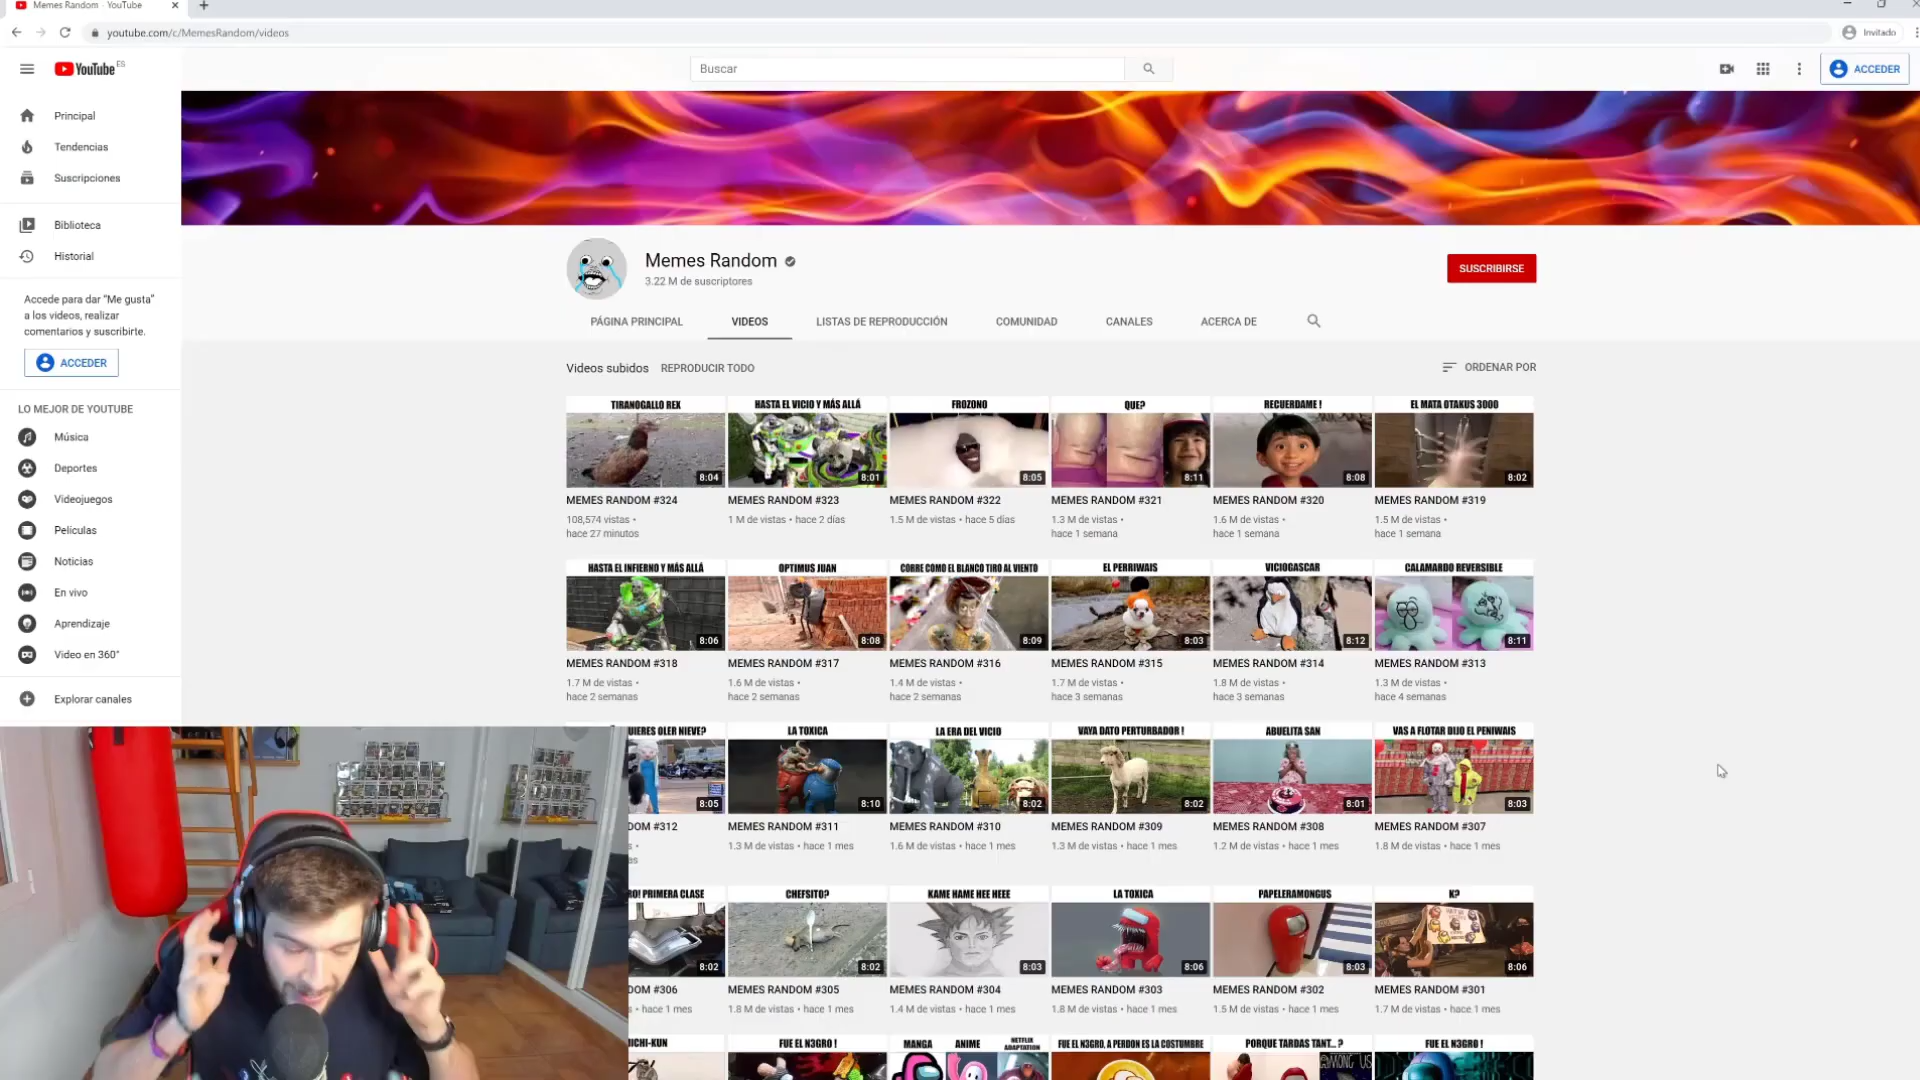 Memes Random - YouTube
youtube.com/c/MemesRandom/videos
Invitado
YouTube ES
Buscar
ACCEDER
Principal
Tendencias
Suscripciones
Biblioteca
Historial
Accede para dar “Me gusta”
a los videos, realizar
comentarios y suscribirte.
ACCEDER
LO MEJOR DE YOUTUBE
Música
Deportes
Videojuegos
Películas
Noticias
En vivo
Aprendizaje
Video en 360°
Explorar canales
Memes Random
3.22 M de suscriptores
SUSCRIBIRSE
PÁGINA PRINCIPAL VIDEOS LISTAS DE REPRODUCCIÓN COMUNIDAD CANALES ACERCA DE
Videos subidos REPRODUCIR TODO ORDENAR POR
TIRANOGALLO REX HASTA EL VICIO Y MÁS ALLÁ FROZONO QUE? RECUERDAME ! EL MATA OTAKUS 3000
8:04 8:01 8:05 8:11 8:08 8:02
MEMES RANDOM #324 MEMES RANDOM #323 MEMES RANDOM #322 MEMES RANDOM #321 MEMES RANDOM #320 MEMES RANDOM #319
108,574 vistas • 1 M de vistas • hace 2 días 1.5 M de vistas • hace 5 días 1.3 M de vistas • 1.6 M de vistas • 1.5 M de vistas •
hace 27 minutos hace 1 semana hace 1 semana hace 1 semana
HASTA EL INFIERNO Y MÁS ALLÁ OPTIMUS JUAN CORRE COMO EL BLANCO TIRO AL VIENTO EL PERRIWAIS VICIOGASCAR CALAMARDO REVERSIBLE
8:06 8:08 8:09 8:03 8:12 8:11
MEMES RANDOM #318 MEMES RANDOM #317 MEMES RANDOM #316 MEMES RANDOM #315 MEMES RANDOM #314 MEMES RANDOM #313
1.7 M de vistas • 1.6 M de vistas • 1.4 M de vistas • 1.7 M de vistas • 1.8 M de vistas • 1.3 M de vistas •
hace 2 semanas hace 2 semanas hace 2 semanas hace 3 semanas hace 3 semanas hace 4 semanas
UIERES OLER NIEVE? LA TOXICA LA ERA DEL VICIO VAYA DATO PERTURBADOR ! ABUELITA SAN VAS A FLOTAR DIJO EL PENIWAIS
8:05 8:10 8:02 8:02 8:01 8:03
DOM #312 MEMES RANDOM #311 MEMES RANDOM #310 MEMES RANDOM #309 MEMES RANDOM #308 MEMES RANDOM #307
s • 1.3 M de vistas • hace 1 mes 1.6 M de vistas • hace 1 mes 1.3 M de vistas • hace 1 mes 1.2 M de vistas • hace 1 mes 1.8 M de vistas • hace 1 mes
as
RO! PRIMERA CLASE CHEFSITO? KAME HAME HEE HEEE LA TOXICA PAPELERAMONGUS K?
8:02 8:02 8:03 8:06 8:03 8:06
DOM #306 MEMES RANDOM #305 MEMES RANDOM #304 MEMES RANDOM #303 MEMES RANDOM #302 MEMES RANDOM #301
s • hace 1 mes 1.8 M de vistas • hace 1 mes 1.4 M de vistas • hace 1 mes 1.8 M de vistas • hace 1 mes 1.5 M de vistas • hace 1 mes 1.7 M de vistas • hace 1 mes
ICHI-KUN FUE EL N3GRO ! MANGA ANIME NETFLIX ADAPTATION FUE EL N3GRO, A PERDON ES LA COSTUMBRE PORQUE TARDAS TANT... ? FUE EL N3GRO !
AMONG US